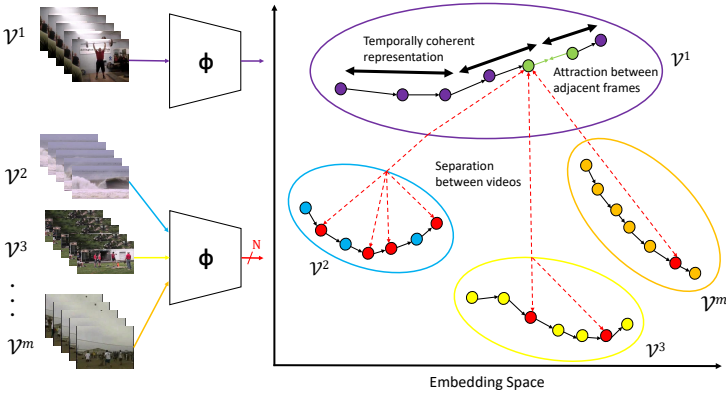 𝒱¹
ϕ
Temporally coherent
representation
𝒱¹
Attraction between
adjacent frames
𝒱²
Separation
between videos
𝒱³
ϕ
N
𝒱²
𝒱ᵐ
𝒱³
𝒱ᵐ
Embedding Space